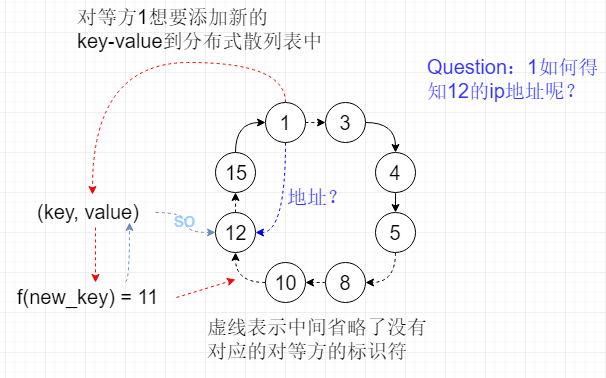 对等方1想要添加新的
key-value到分布式散列表中
Question：1如何得
知12的ip地址呢？
1
3
15
4
地址？
(key, value)
so
12
5
10
8
f(new_key) = 11
虚线表示中间省略了没有
对应的对等方的标识符